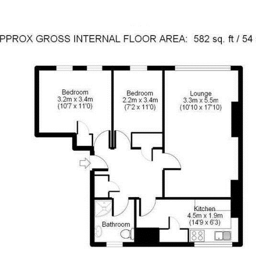 PPROX GROSS INTERNAL FLOOR AREA: 582 sq. ft / 54
Bedroom
3.2m x 3.4m
(10'7 x 11'0)
Bedroom
2.2m x 3.4m
(7'2 x 11'0)
Lounge
3.3m x 5.5m
(10'10 x 17'10)
Kitchen
4.5m x 1.9m
(14'9 x 6'3)
Bathroom